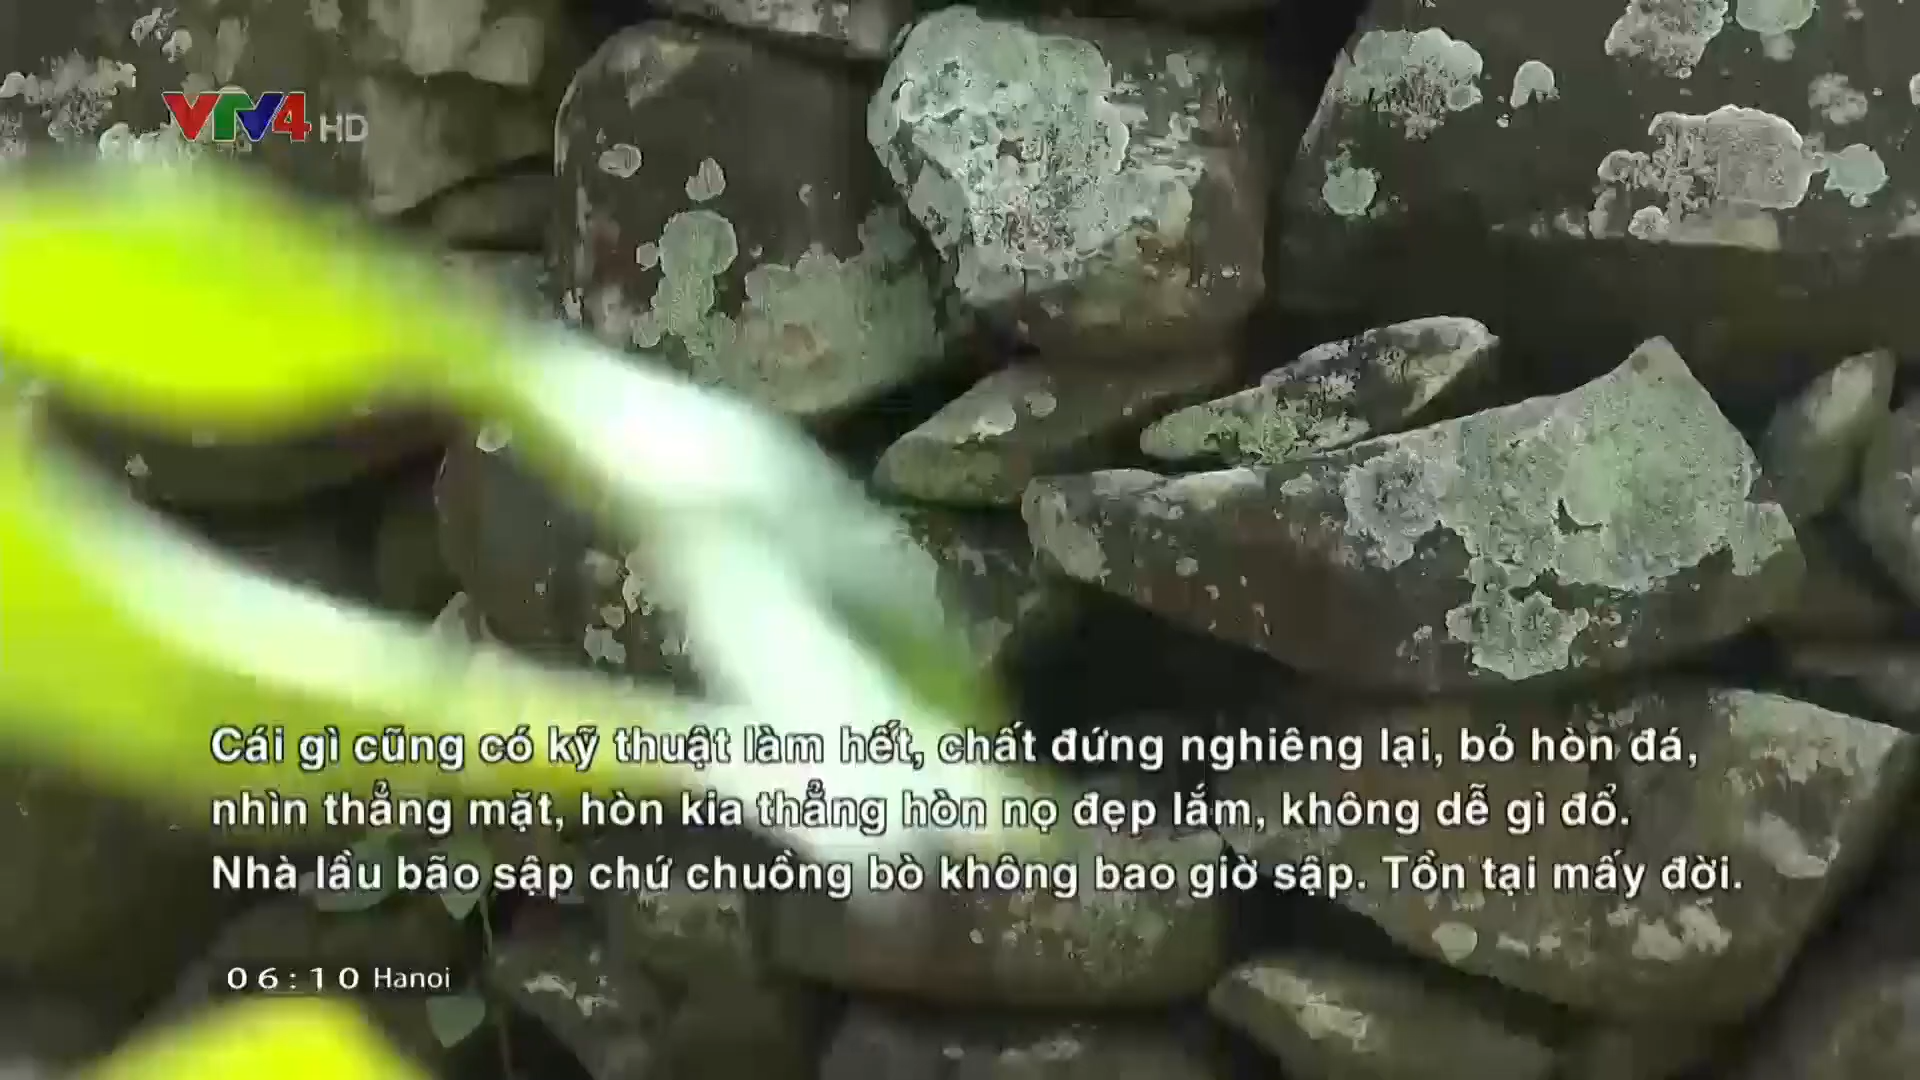 VTV4 HD
Cái gì cũng có kỹ thuật làm hết, chất đứng nghiêng lại, bỏ hòn đá,
nhìn thẳng mặt, hòn kia thẳng hòn nọ đẹp lắm, không dễ gì đổ.
Nhà lầu bão sập chứ chuồng bò không bao giờ sập. Tồn tại mấy đời.
06:10 Hanoi